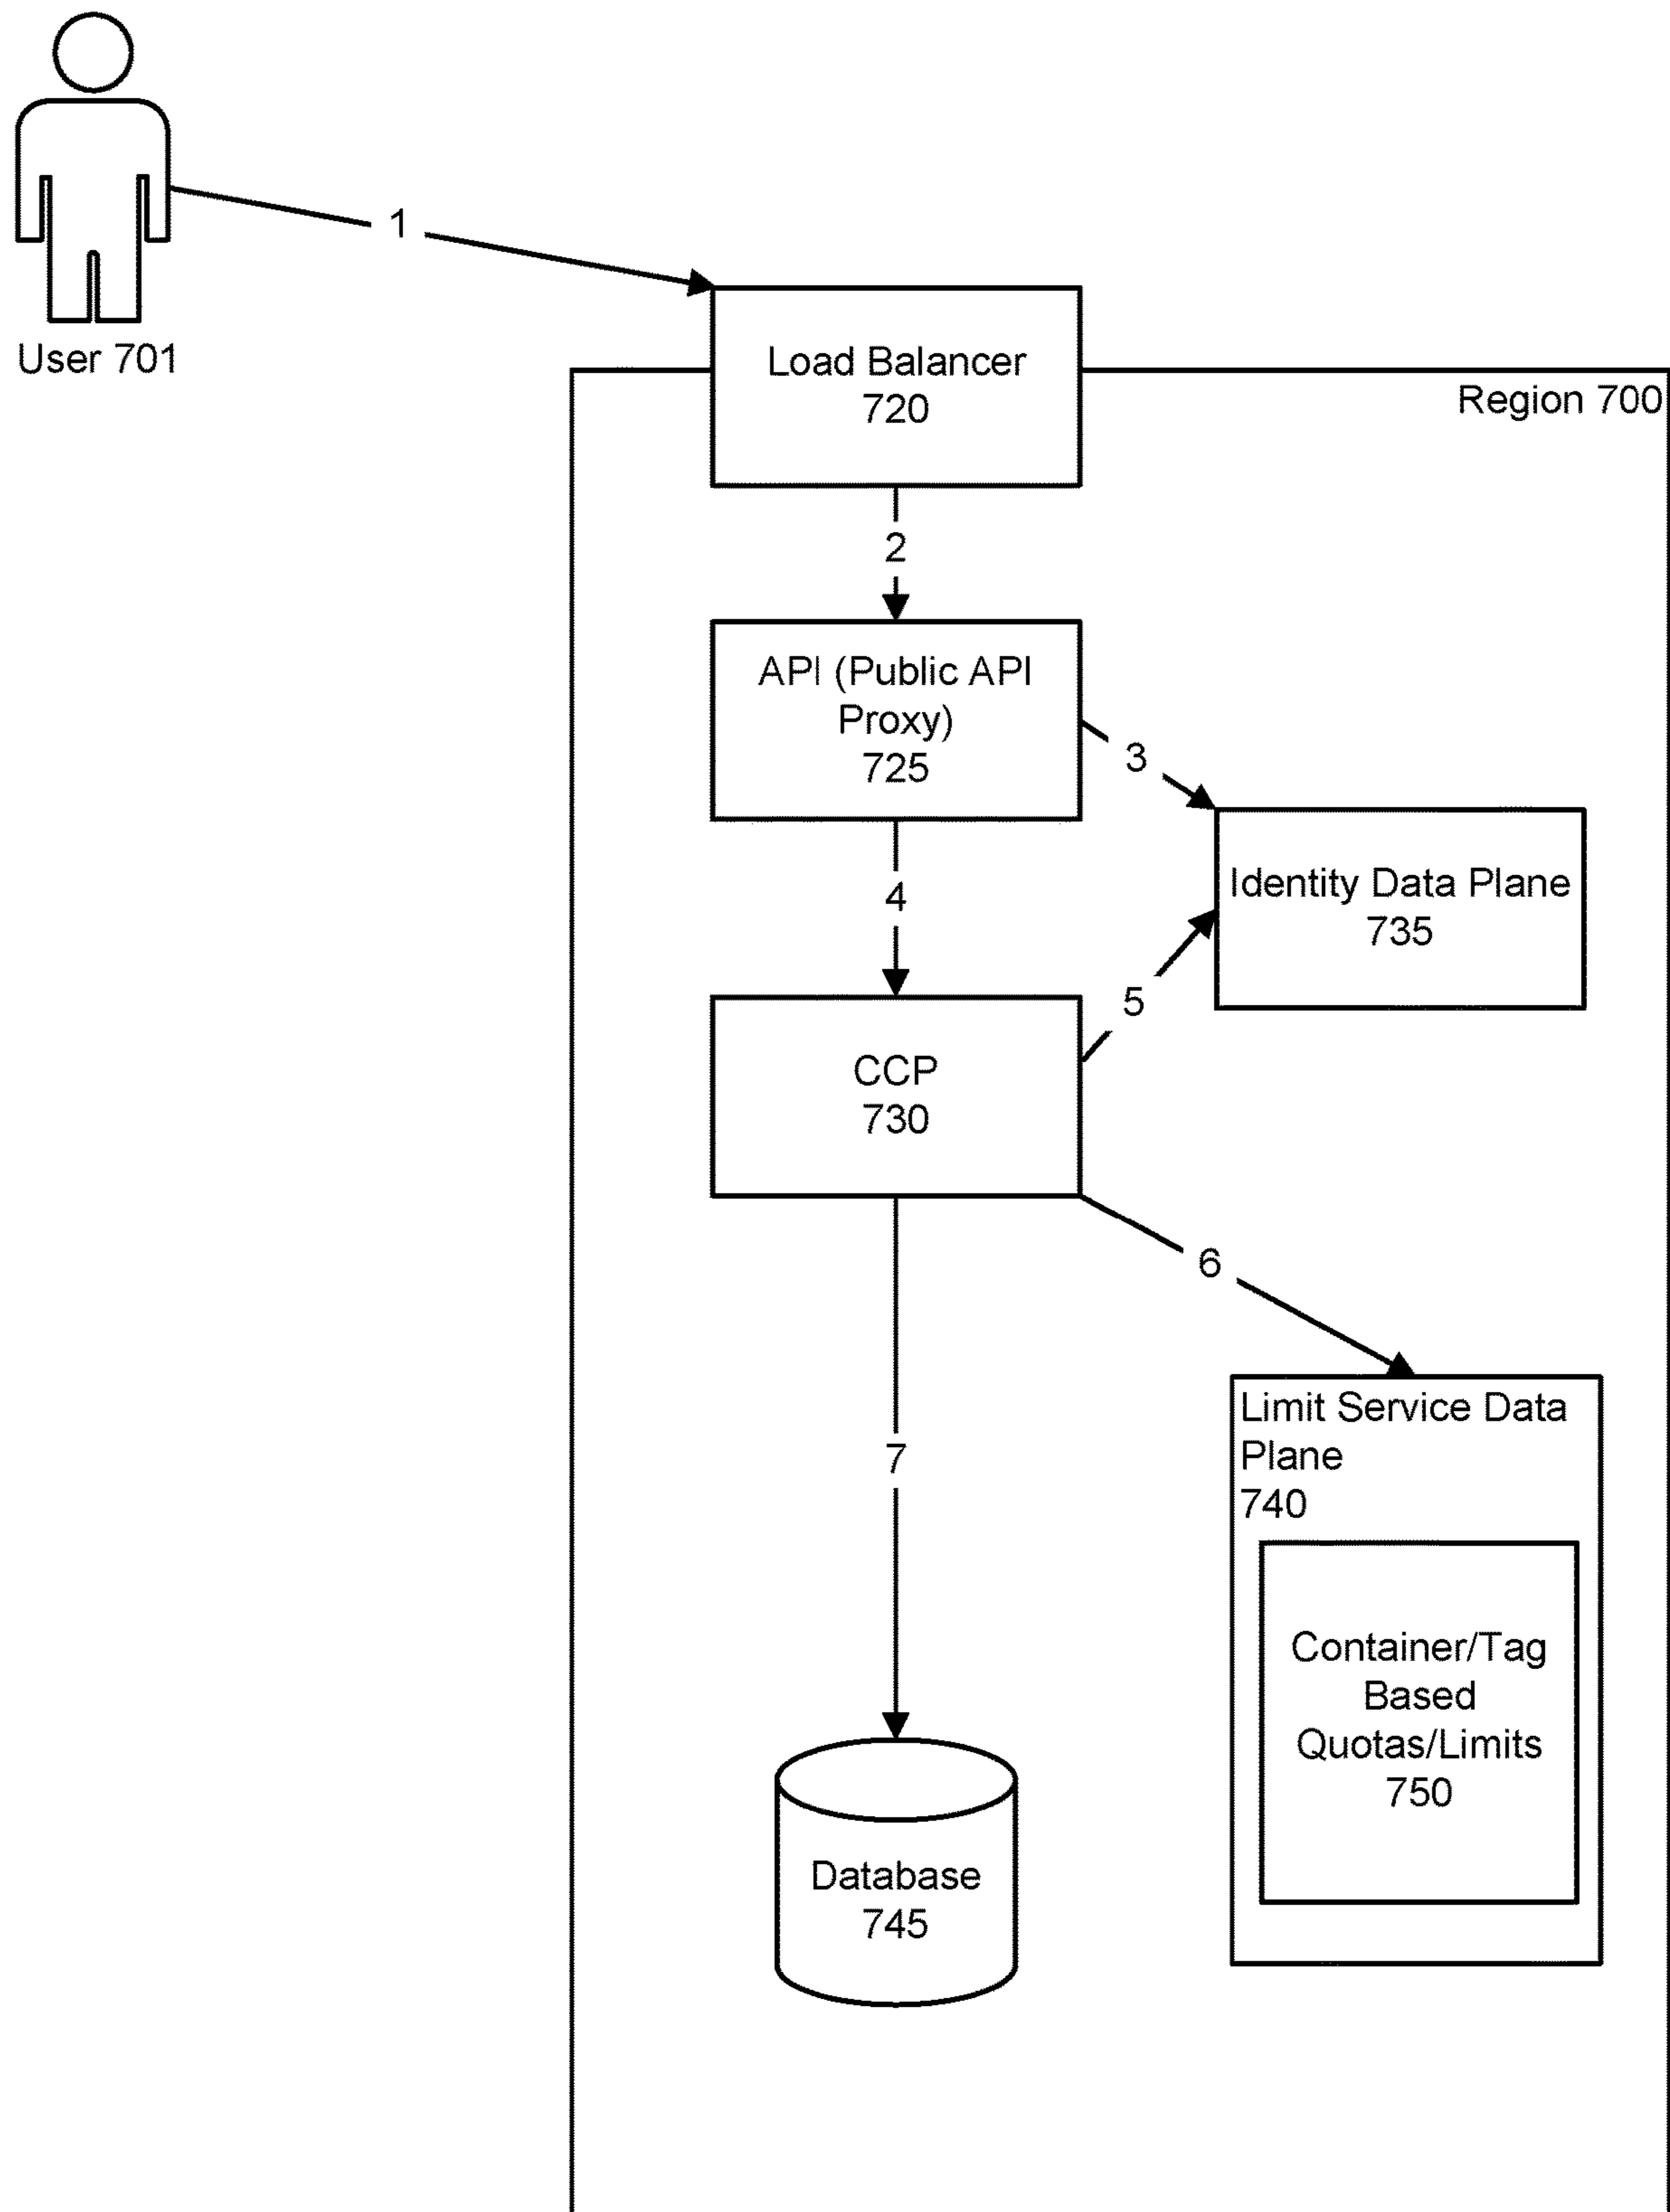 User 701
1
Load Balancer
720
Region 700
2
API (Public API
Proxy)
725
3
Identity Data Plane
735
4
CCP
730
5
6
7
Limit Service Data
Plane
740
Container/Tag
Based
Quotas/Limits
750
Database
745